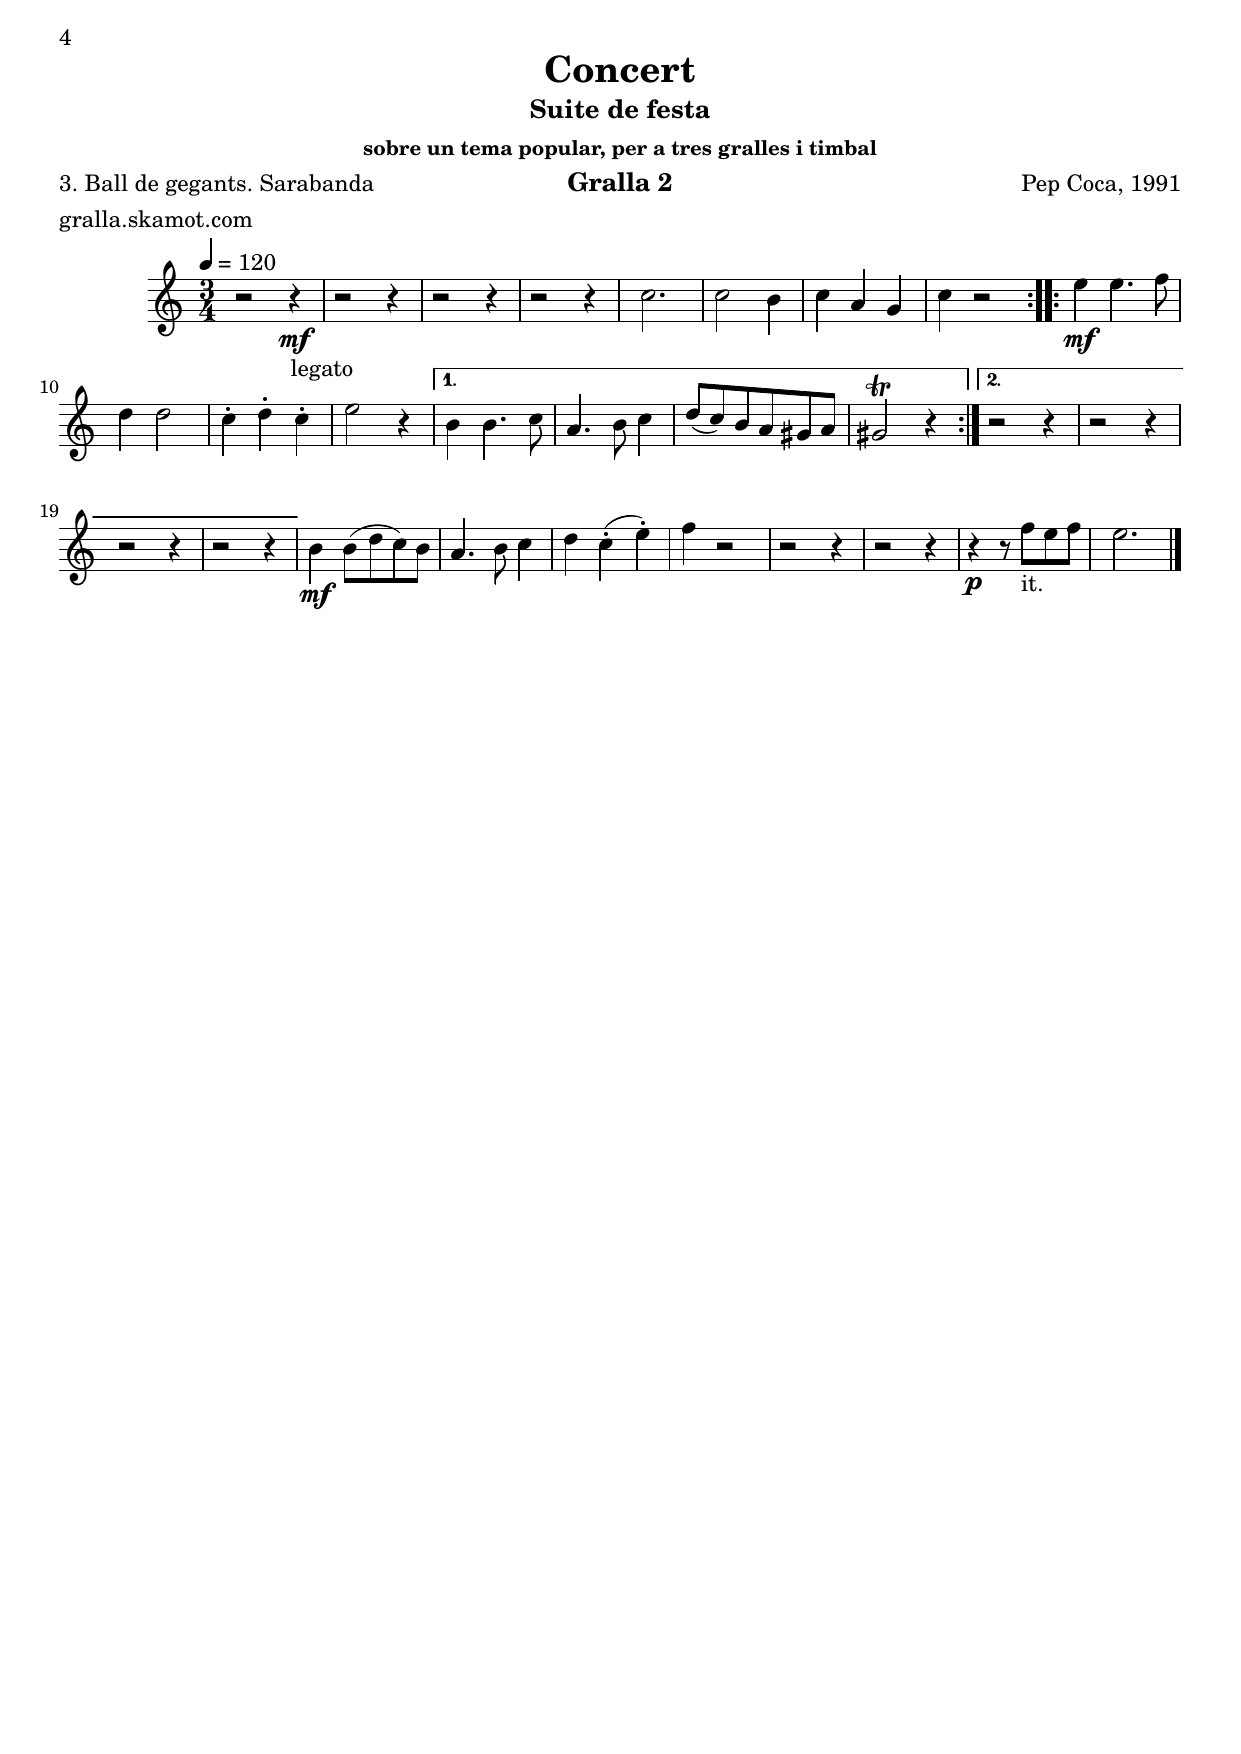 4
Concert
Suite de festa
sobre un tema popular, per a tres gralles i timbal
3. Ball de gegants. Sarabanda Gralla 2 Pep Coca, 1991
gralla.skamot.com
= 120
3
4
mf mf
legato
10 1. 2.
tr
19
mf p
it.